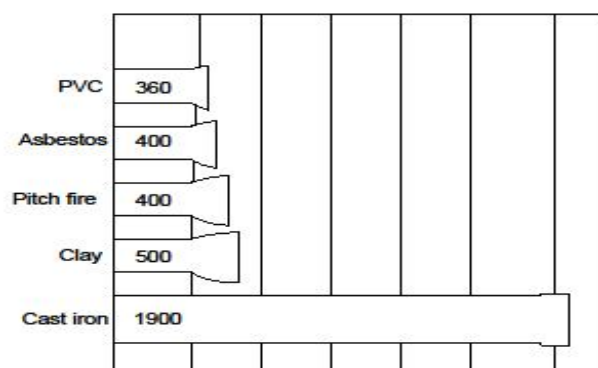 PVC 360
Asbestos 400
Pitch fire 400
Clay 500
Cast iron 1900